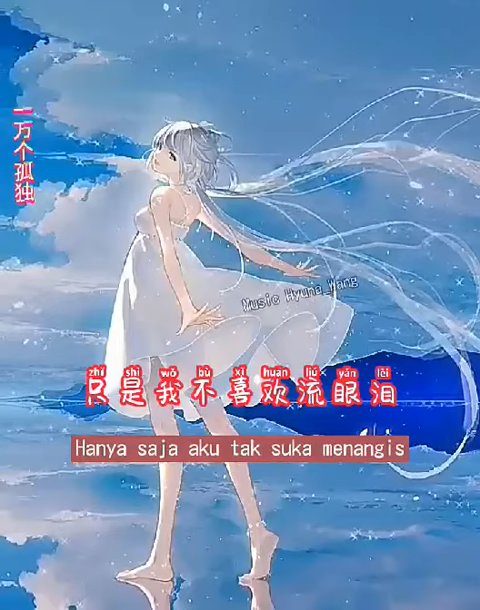 一万个孤独
Music Hyuna_Wang
zhǐ shì wǒ bù xǐ huan liú yǎn lèi
只是我不喜欢流眼泪
Hanya saja aku tak suka menangis